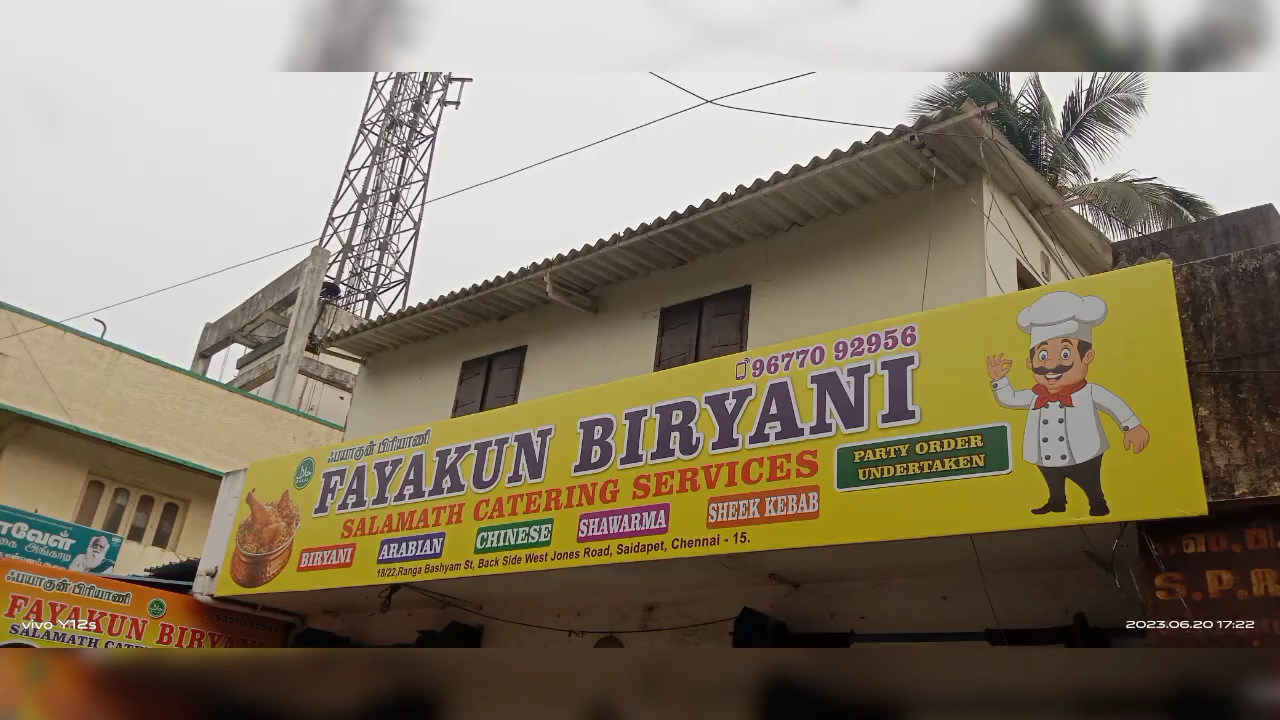 ஃபயாகுன் பிரியாணி
96770 92956
FAYAKUN BIRYANI
SALAMATH CATERING SERVICES
PARTY ORDER
UNDERTAKEN
BIRYANI ARABIAN CHINESE SHAWARMA SHEEK KEBAB
18/22,Ranga Bashyam St, Back Side West Jones Road, Saidapet, Chennai - 15.
ஃபயாகுன் பிரியாணி
FAYAKUN BIRYANI
SALAMATH
S.P.
vivo Y12s
2023.06.20 17:22